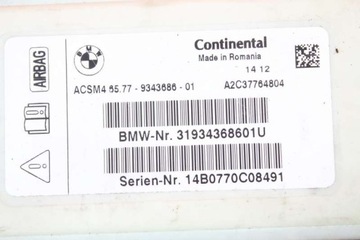 BMW
Continental
Made in Romania
14 12
AIRBAG
ACSM4 65.77 - 9343686 - 01
A2C37764804
BMW-Nr. 31934368601U
Serien-Nr. 14B0770C08491